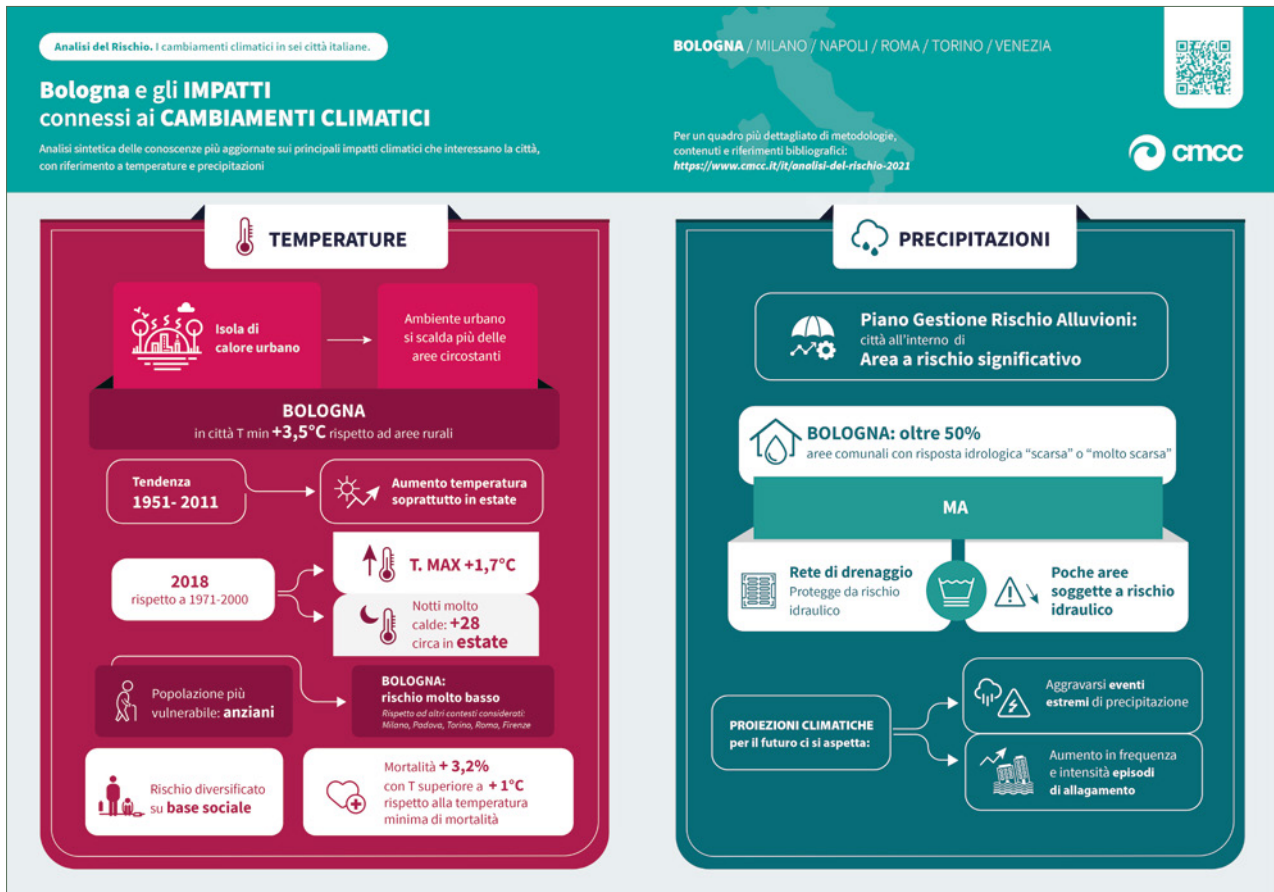 Analisi del Rischio. I cambiamenti climatici in sei città italiane.
Bologna e gli IMPATTI
connessi ai CAMBIAMENTI CLIMATICI
Analisi sintetica delle conoscenze più aggiornate sui principali impatti climatici che interessano la città,
con riferimento a temperature e precipitazioni
BOLOGNA / MILANO / NAPOLI / ROMA / TORINO / VENEZIA
Per un quadro più dettagliato di metodologie,
contenuti e riferimenti bibliografici:
https://www.cmcc.it/it/analisi-del-rischio-2021
cmcc
TEMPERATURE
Isola di
calore urbano
Ambiente urbano
si scalda più delle
aree circostanti
BOLOGNA
in città T min +3,5°C rispetto ad aree rurali
Tendenza
1951- 2011
Aumento temperatura
soprattutto in estate
2018
rispetto a 1971-2000
T. MAX +1,7°C
Notti molto
calde: +28
circa in estate
Popolazione più
vulnerabile: anziani
BOLOGNA:
rischio molto basso
Rispetto ad altri contesti considerati:
Milano, Padova, Torino, Roma, Firenze
Rischio diversificato
su base sociale
Mortalità + 3,2%
con T superiore a + 1°C
rispetto alla temperatura
minima di mortalità
PRECIPITAZIONI
Piano Gestione Rischio Alluvioni:
città all'interno di
Area a rischio significativo
BOLOGNA: oltre 50%
aree comunali con risposta idrologica “scarsa” o “molto scarsa”
MA
Rete di drenaggio
Protegge da rischio
idraulico
Poche aree
soggette a rischio
idraulico
PROIEZIONI CLIMATICHE
per il futuro ci si aspetta:
Aggravarsi eventi
estremi di precipitazione
Aumento in frequenza
e intensità episodi
di allagamento